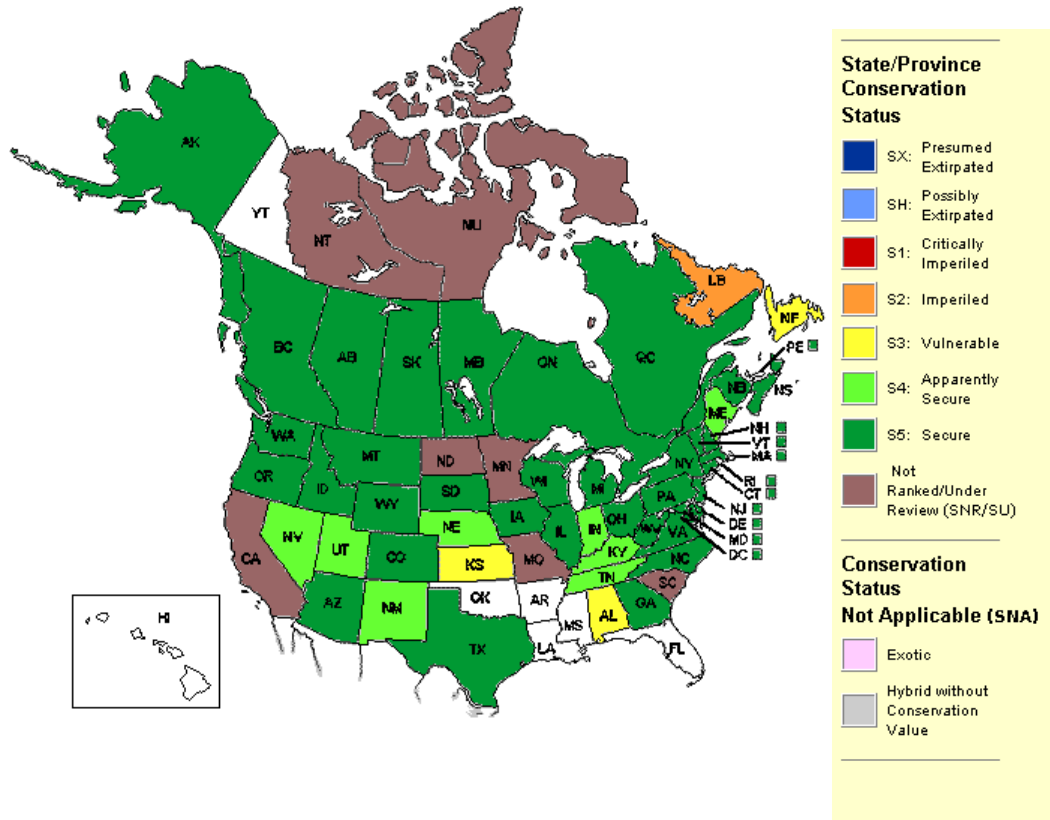 AK
YT
NT
NU
LB
NF
BC
AB
SK
MB
ON
QC
PE
NB
NS
ME
NH
VT
MA
WA
MT
ND
MN
OR
ID
SD
WI
MI
NY
RI
CT
WY
IA
PA
NJ
NV
NE
IL
IN
OH
DE
UT
WV
VA
MD
CA
CO
KS
MO
KY
DC
NC
TN
AZ
NM
OK
AR
SC
MS
AL
GA
HI
TX
LA
FL
State/Province
Conservation
Status
SX: Presumed
Extirpated
SH: Possibly
Extirpated
S1: Critically
Imperiled
S2: Imperiled
S3: Vulnerable
S4: Apparently
Secure
S5: Secure
Not
Ranked/Under
Review (SNR/SU)
Conservation
Status
Not Applicable (SNA)
Exotic
Hybrid without
Conservation
Value